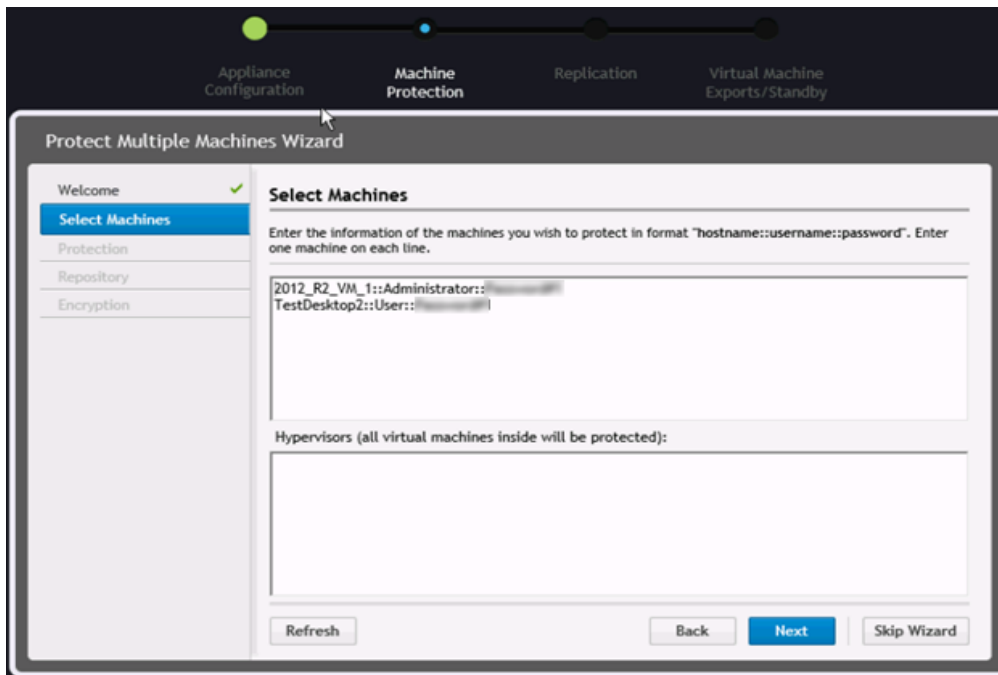 Appliance
Configuration
Machine
Protection
Replication
Virtual Machine
Exports/Standby
Protect Multiple Machines Wizard
Welcome
Select Machines
Protection
Repository
Encryption
Select Machines
Enter the information of the machines you wish to protect in format "hostname::username::password". Enter
one machine on each line.
2012_R2_VM_1::Administrator::
TestDesktop2::User::
Hypervisors (all virtual machines inside will be protected):
Refresh
Back
Next
Skip Wizard